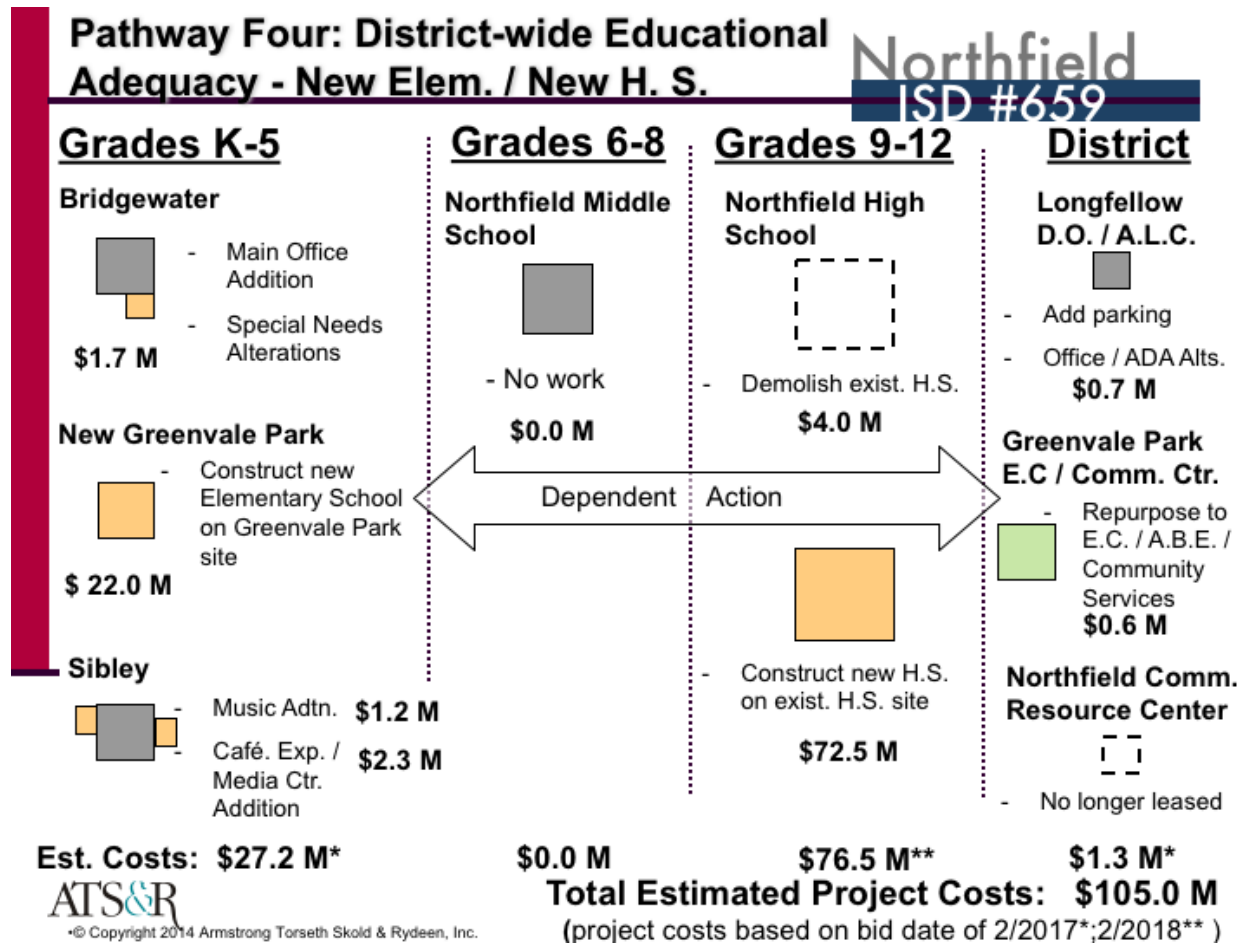 Pathway Four: District-wide Educational
Adequacy - New Elem. / New H. S.
Northfield
ISD #659
Grades K-5
Bridgewater
- Main Office
Addition
- Special Needs
Alterations
$1.7 M
New Greenvale Park
- Construct new
Elementary School
on Greenvale Park
site
$ 22.0 M
Sibley
- Music Adtn. $1.2 M
- Café. Exp. / $2.3 M
Media Ctr.
Addition
Grades 6-8
Northfield Middle
School
- No work
$0.0 M
Dependent Action
Grades 9-12
Northfield High
School
- Demolish exist. H.S.
$4.0 M
- Construct new H.S.
on exist. H.S. site
$72.5 M
District
Longfellow
D.O. / A.L.C.
- Add parking
- Office / ADA Alts.
$0.7 M
Greenvale Park
E.C / Comm. Ctr.
- Repurpose to
E.C. / A.B.E. /
Community
Services
$0.6 M
Northfield Comm.
Resource Center
- No longer leased
Est. Costs: $27.2 M* $0.0 M $76.5 M** $1.3 M*
Total Estimated Project Costs: $105.0 M
(project costs based on bid date of 2/2017*;2/2018** )
ATS&R
•© Copyright 2014 Armstrong Torseth Skold & Rydeen, Inc.